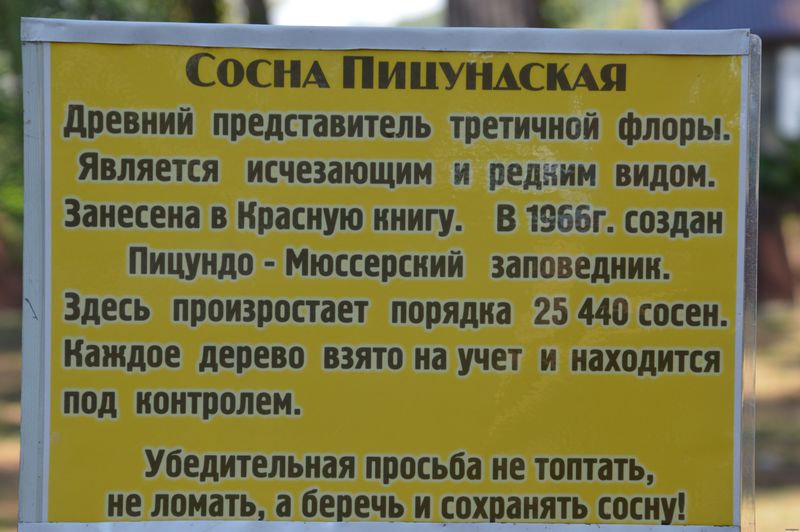 Сосна Пицундская
Древний представитель третичной флоры.
Является исчезающим и редким видом.
Занесена в Красную книгу. В 1966г. создан
Пицундо - Мюссерский заповедник.
Здесь произростает порядка 25 440 сосен.
Каждое дерево взято на учет и находится
под контролем.
Убедительная просьба не топтать,
не ломать, а беречь и сохранять сосну!